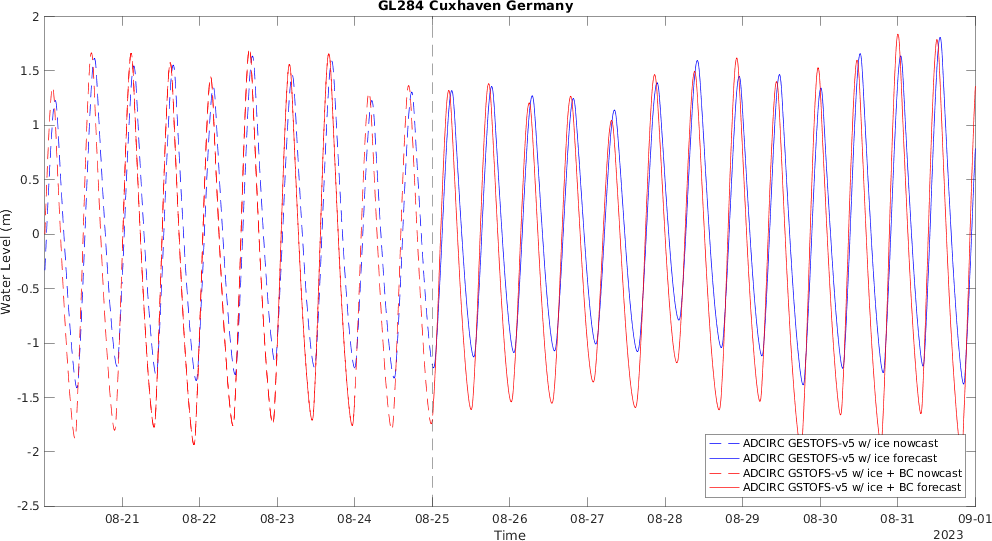 GL284 Cuxhaven Germany
2
1.5
1
0.5
0
-0.5
-1
-1.5
-2
-2.5
Water Level (m)
ADCIRC GESTOFS-v5 w/ ice nowcast
ADCIRC GESTOFS-v5 w/ ice forecast
ADCIRC GSTOFS-v5 w/ ice + BC nowcast
ADCIRC GSTOFS-v5 w/ ice + BC forecast
08-21 08-22 08-23 08-24 08-25 08-26 08-27 08-28 08-29 08-30 08-31 09-01
Time
2023